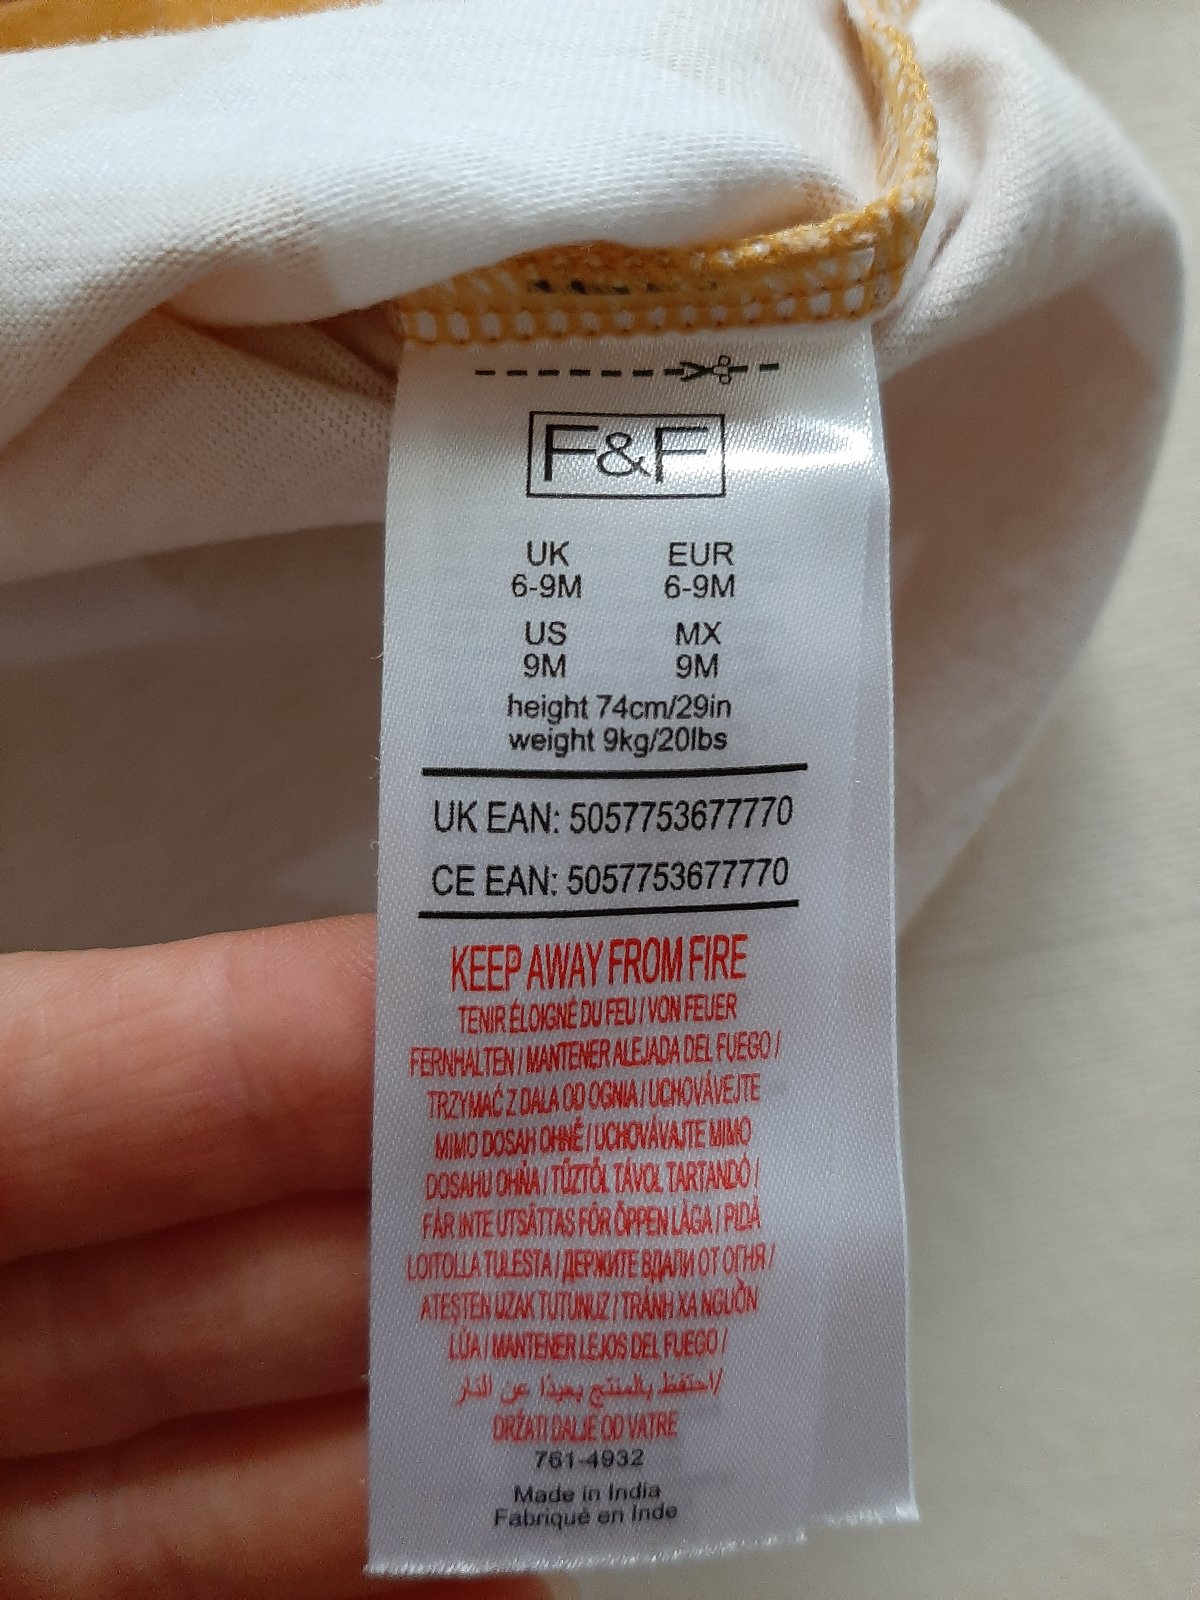 F&F
UK EUR
6-9M 6-9M
US MX
9M 9M
height 74cm/29in
weight 9kg/20lbs
UK EAN: 5057753677770
CE EAN: 5057753677770
KEEP AWAY FROM FIRE
TENIR ÉLOIGNÉ DU FEU / VON FEUER
FERNHALTEN / MANTENER ALEJADA DEL FUEGO /
TRZYMAĆ Z DALA OD OGNIA / UCHOVÁVEJTE
MIMO DOSAH OHNĚ / UCHOVÁVAJTE MIMO
DOSAHU OHŇA / TŰZTŐL TÁVOL TARTANDÓ /
FÅR INTE UTSÄTTAS FÖR ÖPPEN LÅGA / PIDÄ
LOITOLLA TULESTA / ДЕРЖИТЕ ВДАЛИ ОТ ОГНЯ /
ATEŞTEN UZAK TUTUNUZ / TRÁNH XA NGUỒN
LỬA / MANTENER LEJOS DEL FUEGO /
احتفظ بالمنتج بعيدًا عن النار/
DRŽATI DALJE OD VATRE
761-4932
Made in India
Fabriqué en Inde